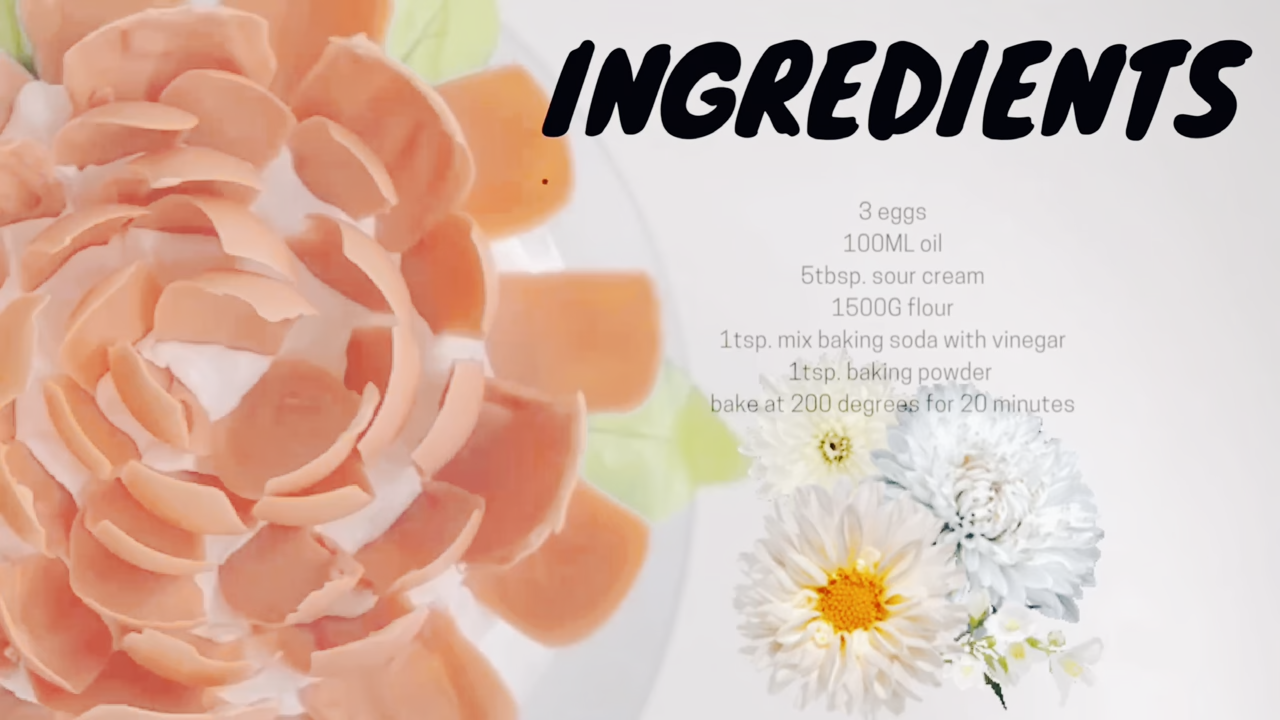 INGREDIENTS
3 eggs
100ML oil
5tbsp. sour cream
1500G flour
1tsp. mix baking soda with vinegar
1tsp. baking powder
bake at 200 degrees for 20 minutes